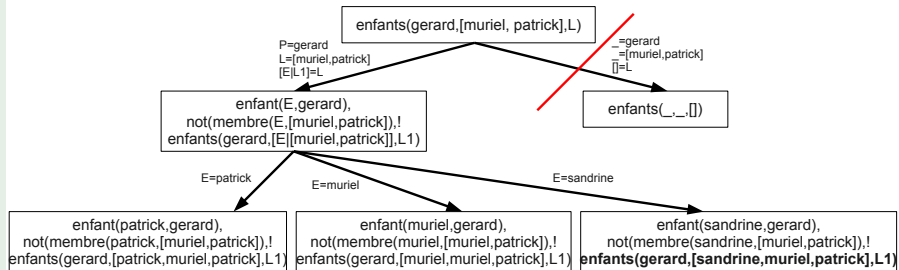 enfants(gerard,[muriel, patrick],L)
P=gerard
L=[muriel,patrick]
[E|L1]=L
_=gerard
_=[muriel,patrick]
[]=L
enfant(E,gerard),
not(membre(E,[muriel,patrick]),!
enfants(gerard,[E|[muriel,patrick]],L1)
enfants(_,_,[])
E=patrick
E=muriel
E=sandrine
enfant(patrick,gerard),
not(membre(patrick,[muriel,patrick]),!
enfants(gerard,[patrick,muriel,patrick],L1)
enfant(muriel,gerard),
not(membre(muriel,[muriel,patrick]),!
enfants(gerard,[muriel,muriel,patrick],L1)
enfant(sandrine,gerard),
not(membre(sandrine,[muriel,patrick]),!
enfants(gerard,[sandrine,muriel,patrick],L1)